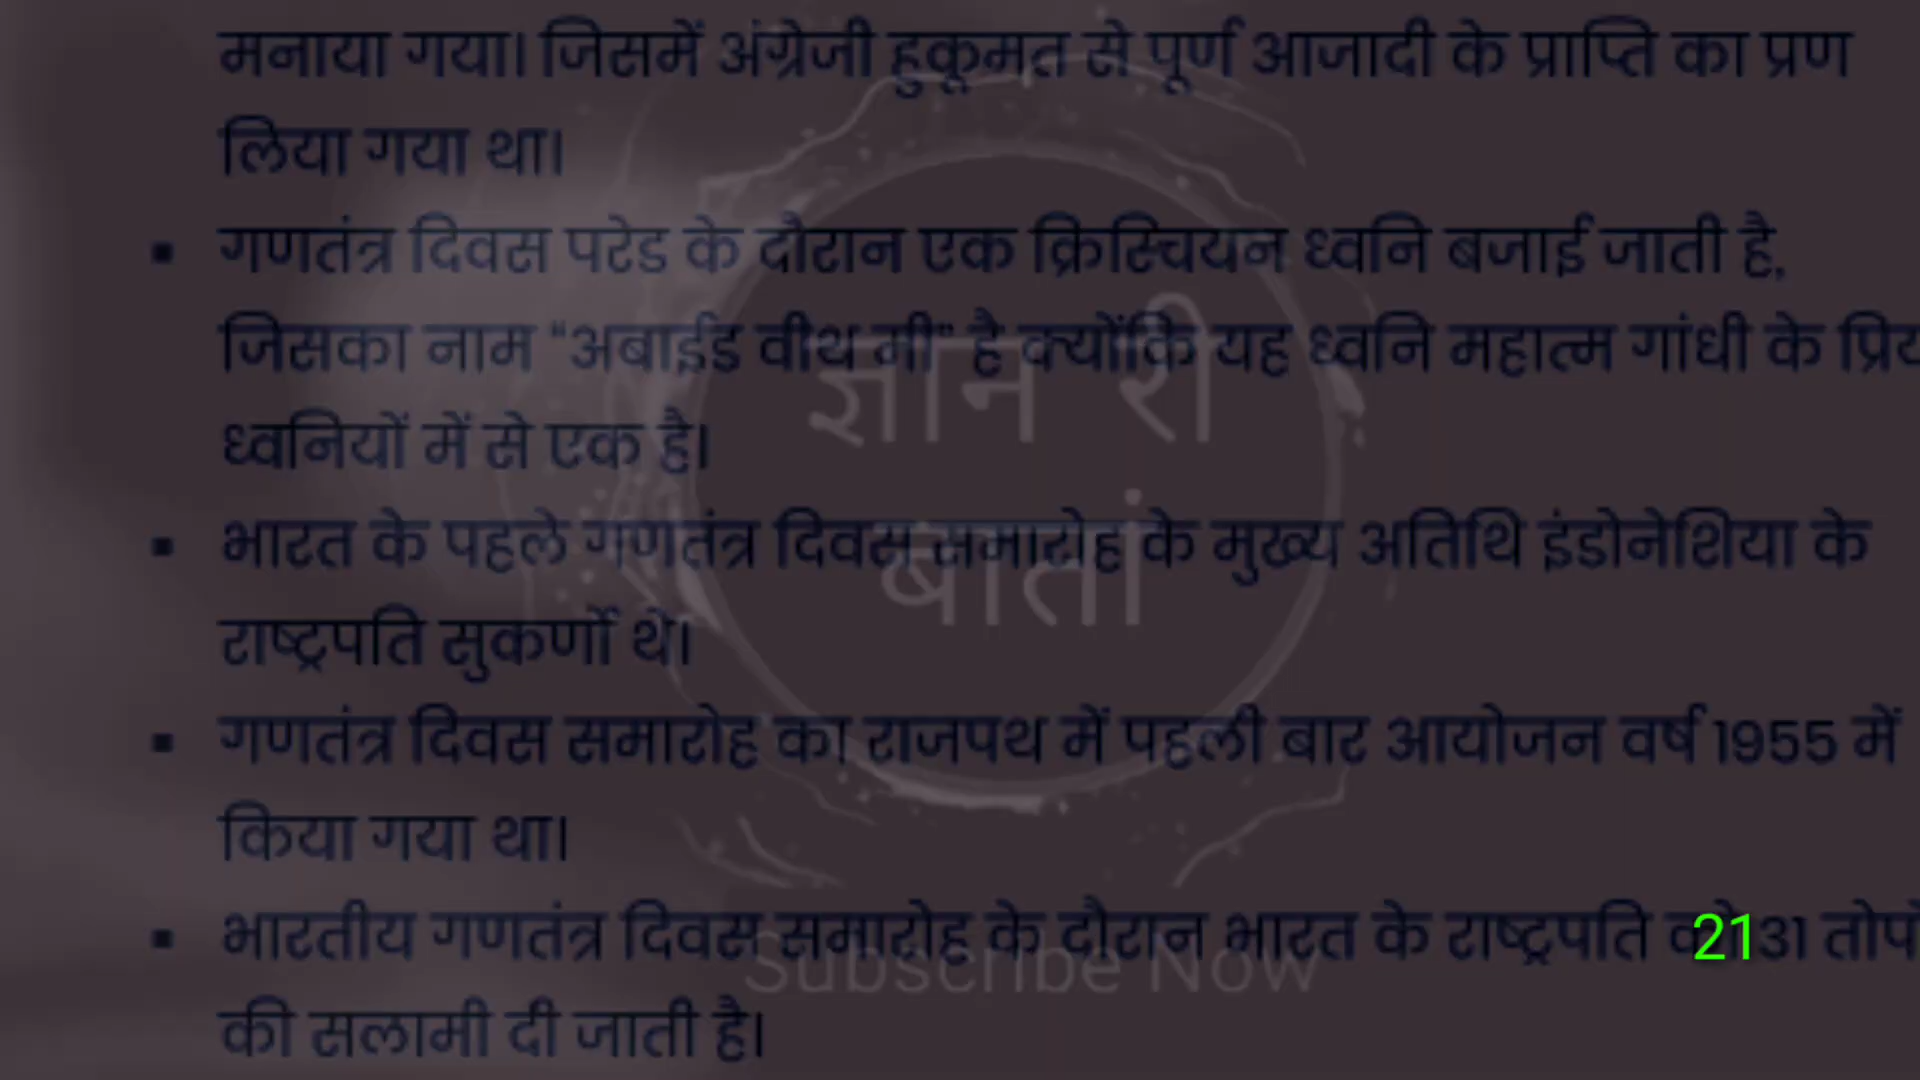 मनाया गया। जिसमें अंग्रेजी हुकूमत से पूर्ण आजादी के प्राप्ति का प्रण
लिया गया था।
▪ गणतंत्र दिवस परेड के दौरान एक क्रिस्चियन ध्वनि बजाई जाती है,
जिसका नाम "अबाईड वीथ मी" है क्योंकि यह ध्वनि महात्म गांधी के प्रिय
ध्वनियों में से एक है।
▪ भारत के पहले गणतंत्र दिवस समारोह के मुख्य अतिथि इंडोनेशिया के
राष्ट्रपति सुकर्णो थे।
▪ गणतंत्र दिवस समारोह का राजपथ में पहली बार आयोजन वर्ष 1955 में
किया गया था।
▪ भारतीय गणतंत्र दिवस समारोह के दौरान भारत के राष्ट्रपति को 31 तोपों
21
की सलामी दी जाती है।
ज्ञान री
बातां
Subscribe Now